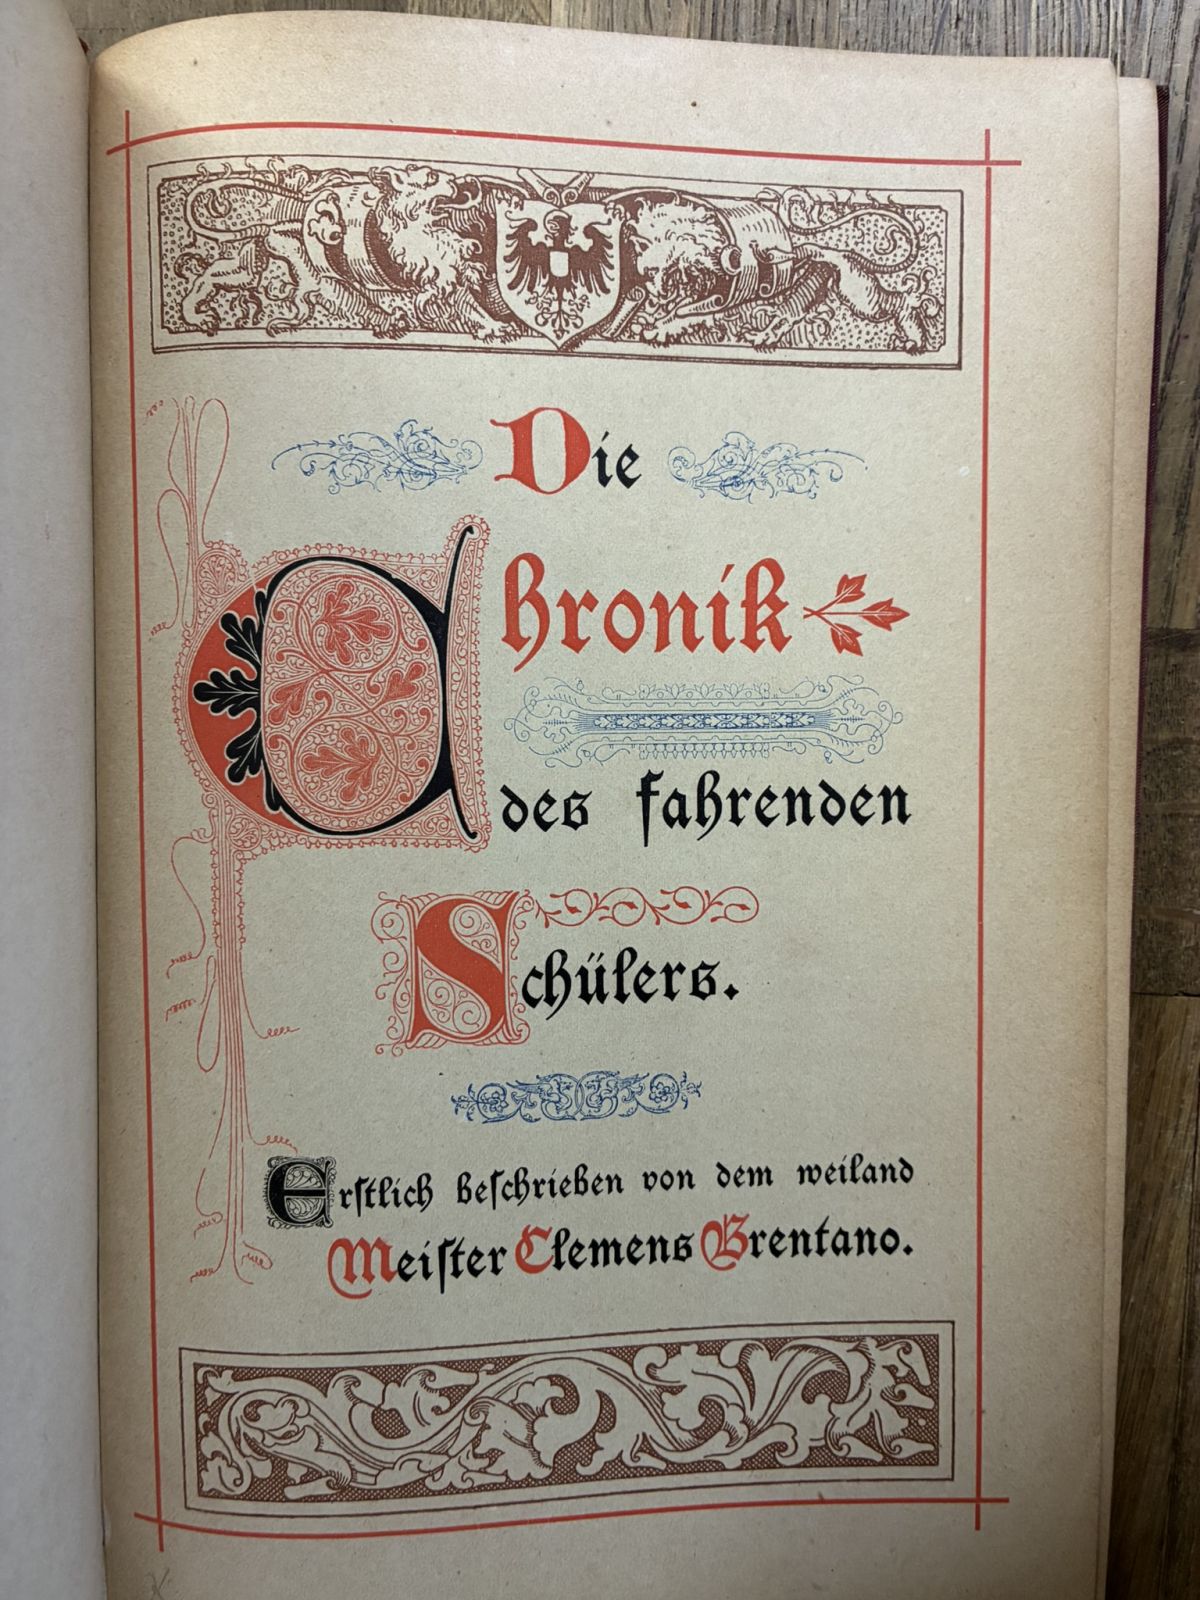 Die
Chronik
des fahrenden
Schülers.
Erſtlich beſchrieben von dem weiland
Meiſter Clemens Brentano.